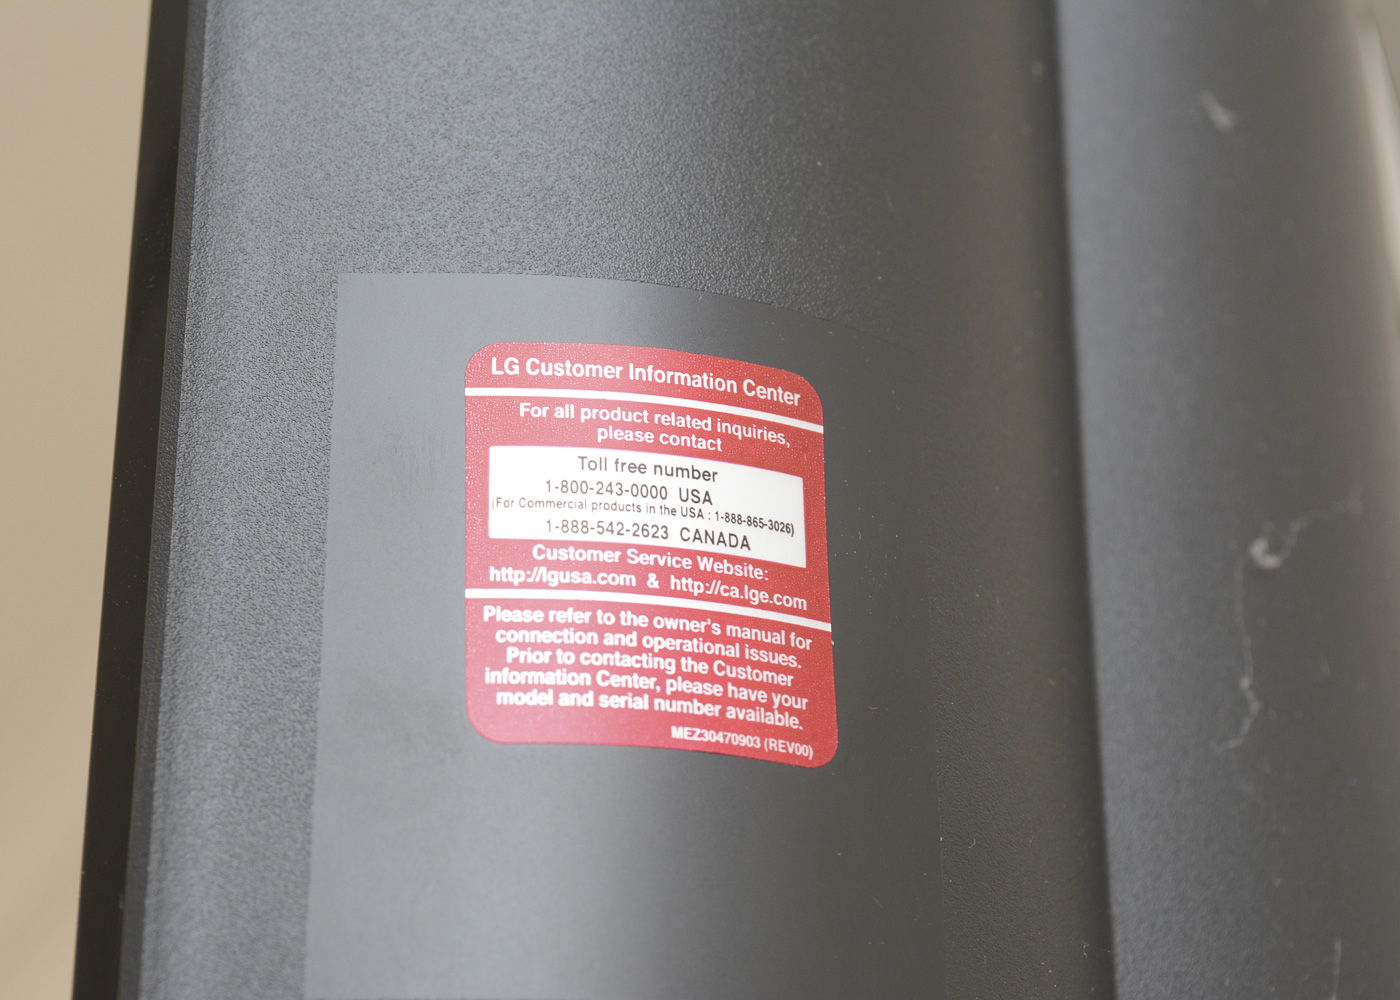 LG Customer Information Center
For all product related inquiries,
please contact
Toll free number
1-800-243-0000 USA
(For Commercial products in the USA : 1-888-865-3026)
1-888-542-2623 CANADA
Customer Service Website:
http://lgusa.com & http://ca.lge.com
Please refer to the owner's manual for
connection and operational issues.
Prior to contacting the Customer
information Center, please have your
model and serial number available.
MEZ30470903 (REV00)